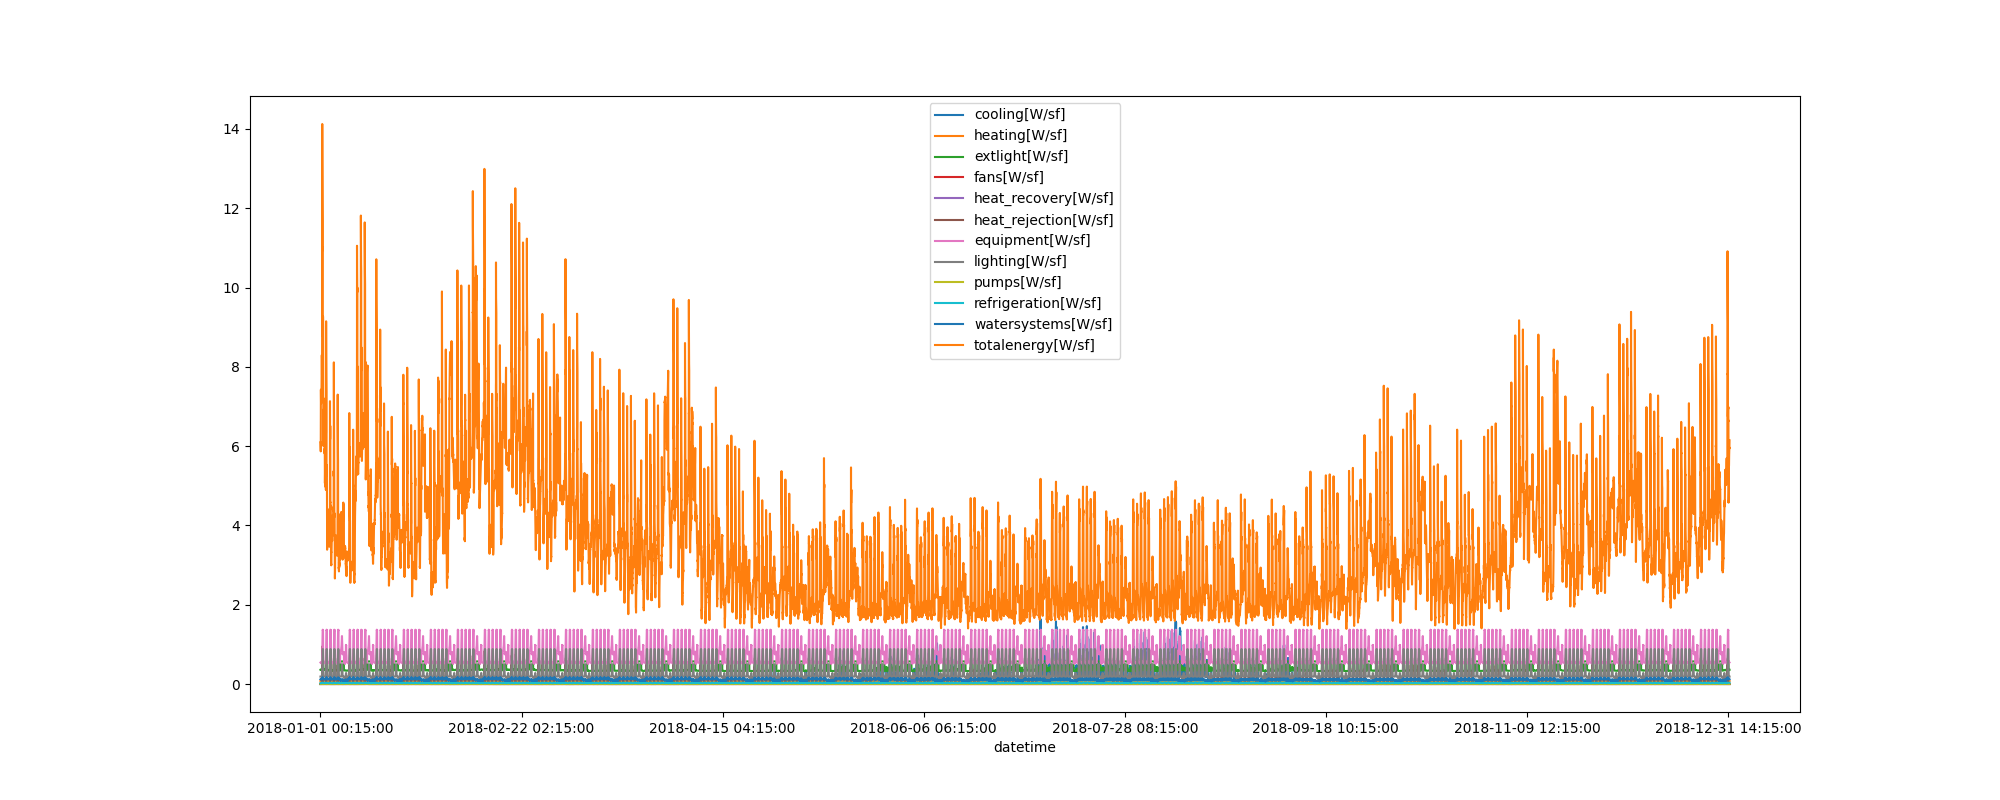 14
12
10
8
6
4
2
0
cooling[W/sf]
heating[W/sf]
extlight[W/sf]
fans[W/sf]
heat_recovery[W/sf]
heat_rejection[W/sf]
equipment[W/sf]
lighting[W/sf]
pumps[W/sf]
refrigeration[W/sf]
watersystems[W/sf]
totalenergy[W/sf]
2018-01-01 00:15:00 2018-02-22 02:15:00 2018-04-15 04:15:00 2018-06-06 06:15:00 2018-07-28 08:15:00 2018-09-18 10:15:00 2018-11-09 12:15:00 2018-12-31 14:15:00
datetime